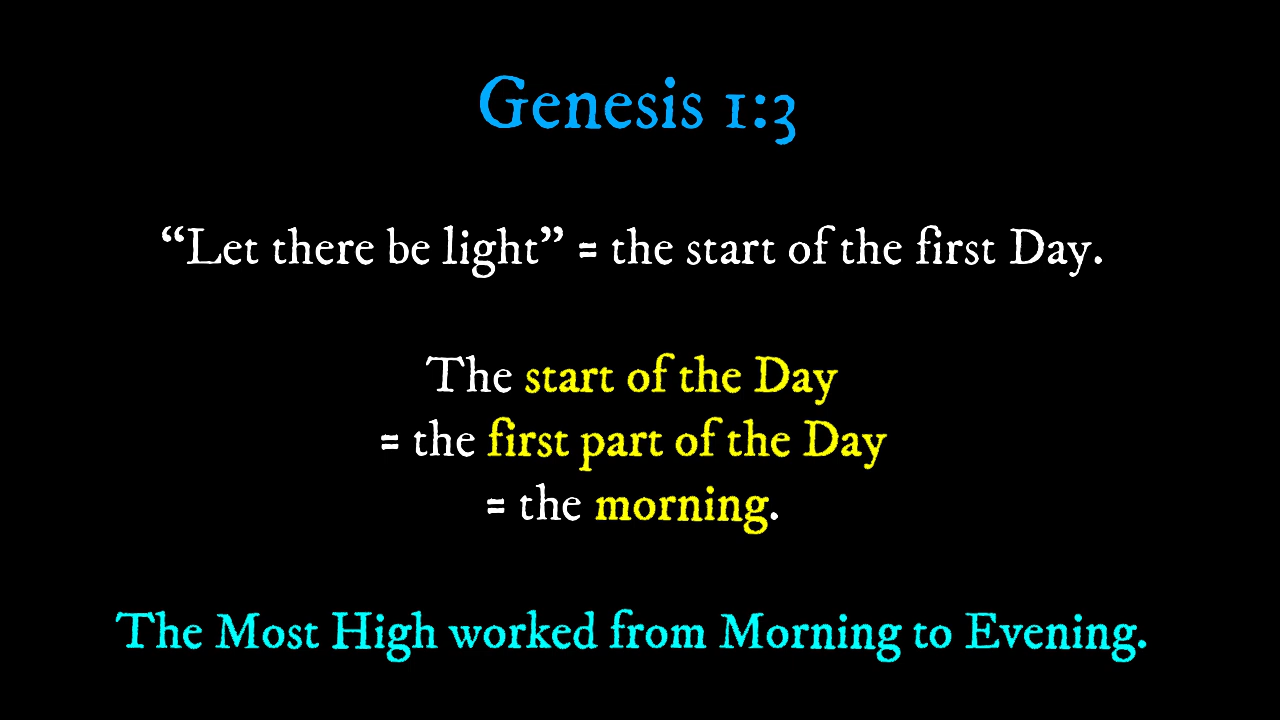 Genesis 1:3
“Let there be light” = the start of the first Day.
The start of the Day
= the first part of the Day
= the morning.
The Most High worked from Morning to Evening.